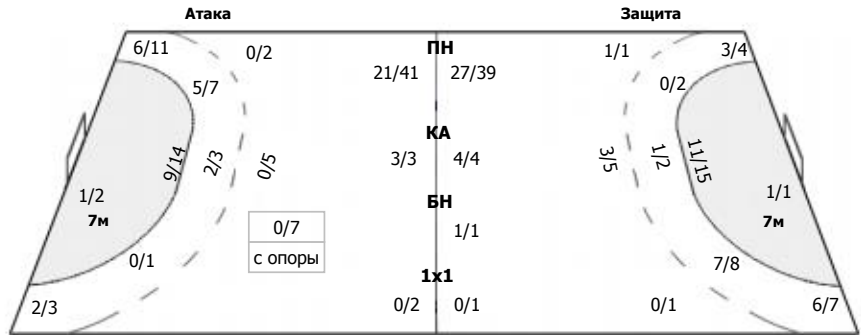 Атака Защита
6/11 0/2 ПН 1/1 3/4
21/41 27/39
5/7 0/2
КА
9/14 2/3 0/5 3/3 4/4 3/5 1/2 11/15
1/2 БН 1/1
7м 7м
0/7 1/1
с опоры
0/1 7/8
1x1
2/3 0/2 0/1 0/1 6/7